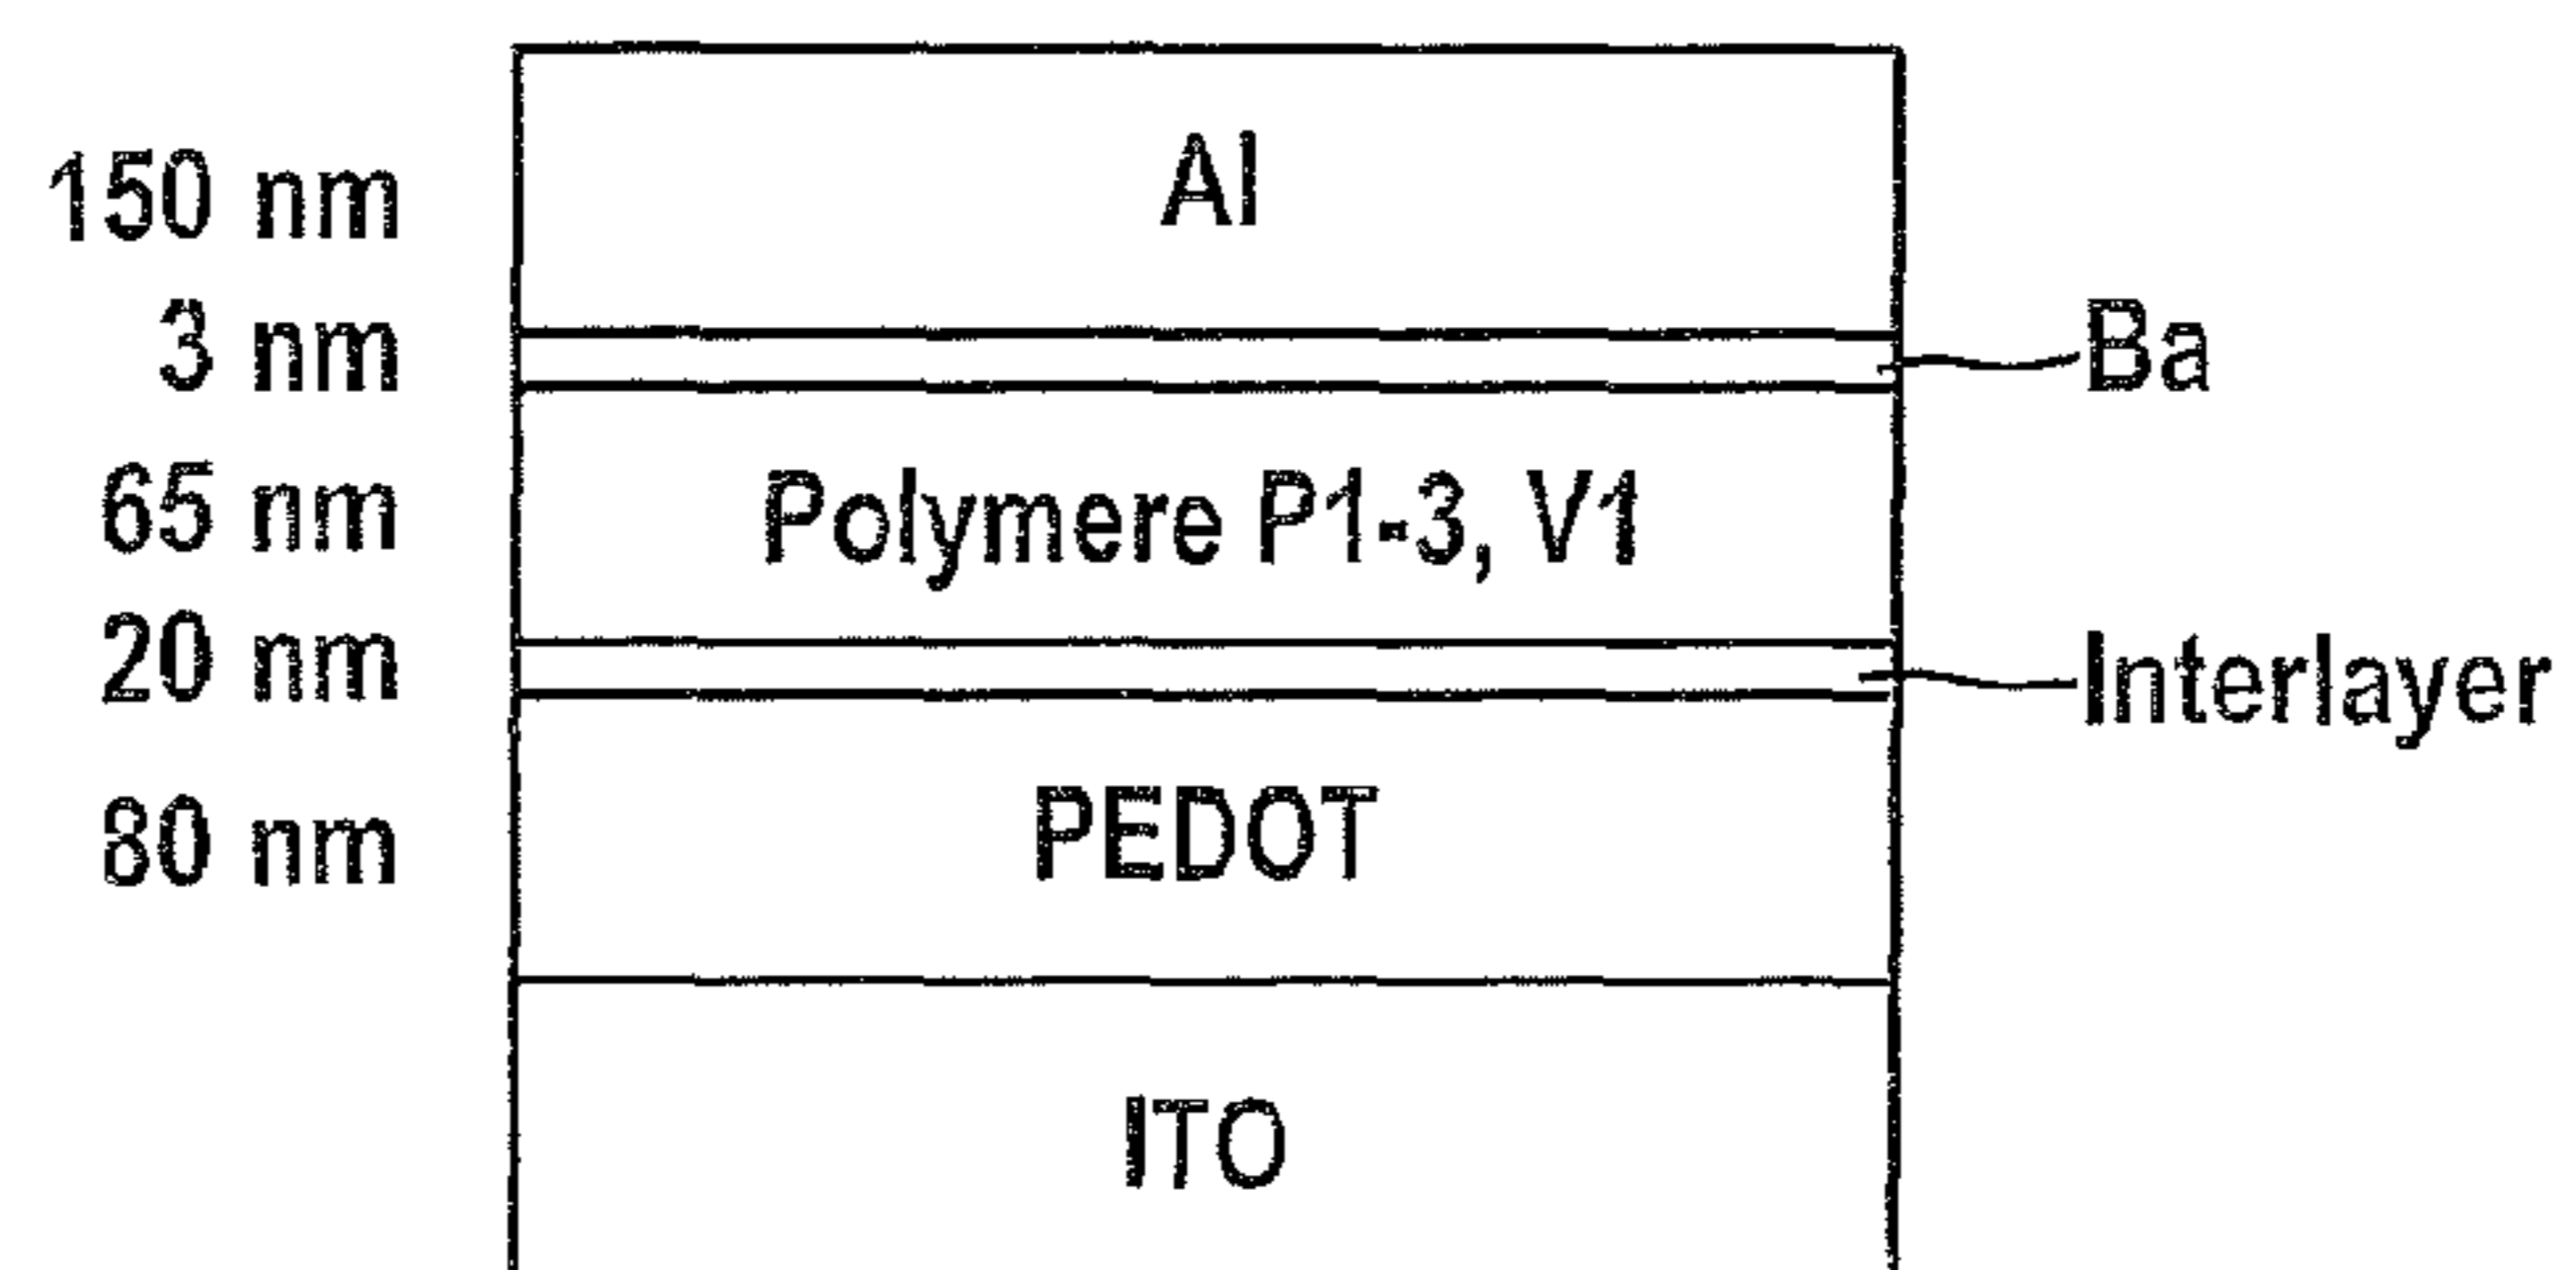 150 nm Al
3 nm Ba
65 nm Polymere P1-3, V1
20 nm Interlayer
80 nm PEDOT
ITO